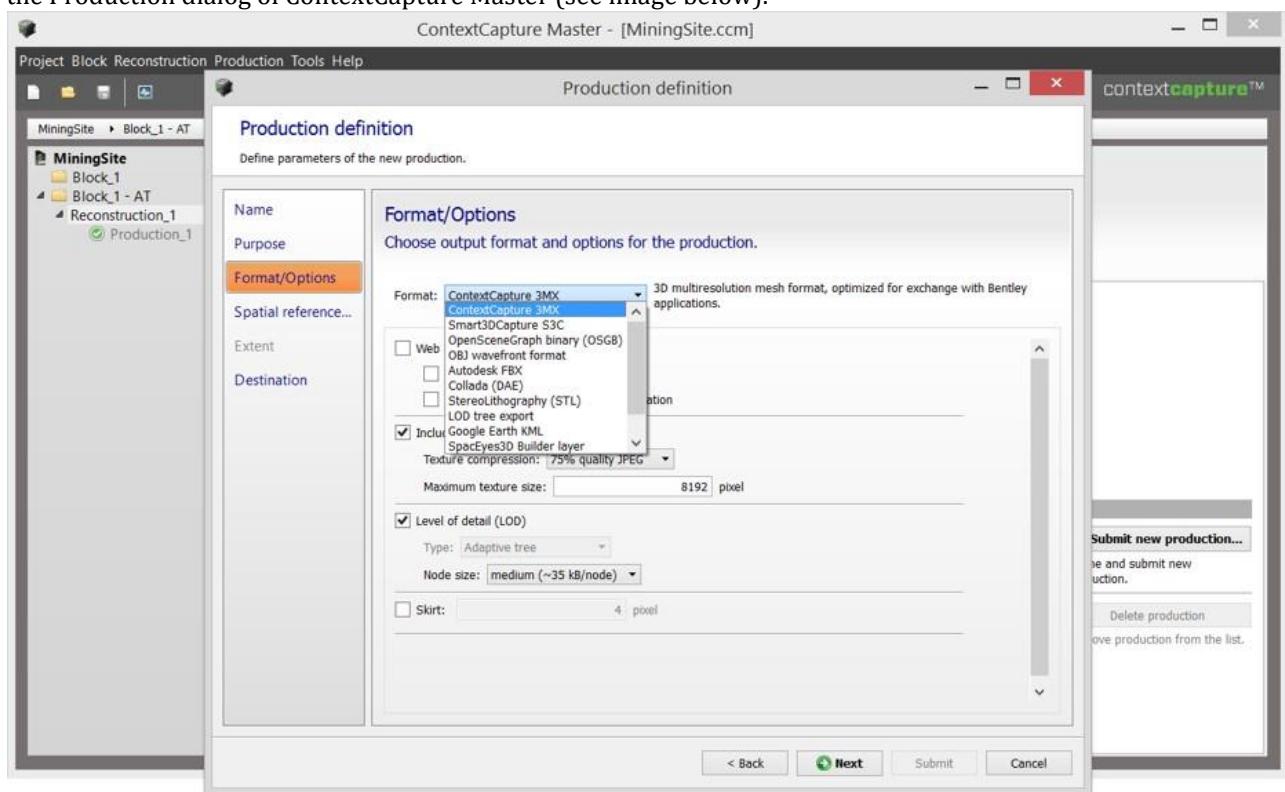 the Production dialog of ContextCapture Master (see image below).
ContextCapture Master - [MiningSite.ccm]
Project Block Reconstruction Production Tools Help
Production definition
contextcapture™
MiningSite Block_1 - AT
Production definition
Define parameters of the new production.
MiningSite
Block_1
Block_1 - AT
Reconstruction_1
Production_1
Name
Purpose
Format/Options
Spatial reference...
Extent
Destination
Format/Options
Choose output format and options for the production.
Format: ContextCapture 3MX
3D multiresolution mesh format, optimized for exchange with Bentley
applications.
ContextCapture 3MX
Smart3DCapture S3C
OpenSceneGraph binary (OSGB)
OBJ wavefront format
Autodesk FBX
Collada (DAE)
StereoLithography (STL)
LOD tree export
Google Earth KML
SpacEyes3D Builder layer
Web
ation
Inclu
Texture compression: 75% quality JPEG
Maximum texture size: 8192 pixel
Level of detail (LOD)
Type: Adaptive tree
Node size: medium (~35 kB/node)
Skirt: 4 pixel
Submit new production...
e and submit new
uction.
Delete production
ove production from the list.
< Back Next Submit Cancel